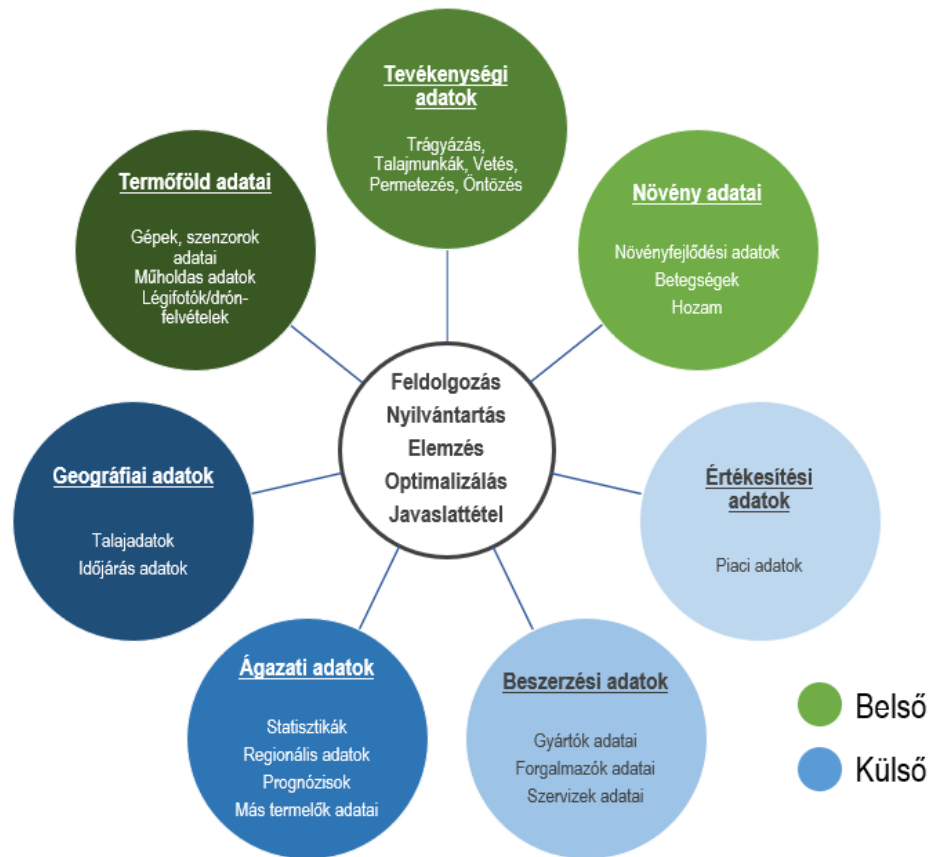 Tevékenységi
adatok
Trágyázás,
Talajmunkák, Vetés,
Permetezés, Öntözés
Termőföld adatai
Gépek, szenzorok
adatai
Műholdas adatok
Légifotók/drón-
felvételek
Növény adatai
Növényfejlődési adatok
Betegségek
Hozam
Feldolgozás
Nyilvántartás
Elemzés
Optimalizálás
Javaslattétel
Geográfiai adatok
Talajadatok
Időjárás adatok
Értékesítési
adatok
Piaci adatok
Ágazati adatok
Statisztikák
Regionális adatok
Prognózisok
Más termelők adatai
Beszerzési adatok
Gyártók adatai
Forgalmazók adatai
Szervizek adatai
Belső
Külső